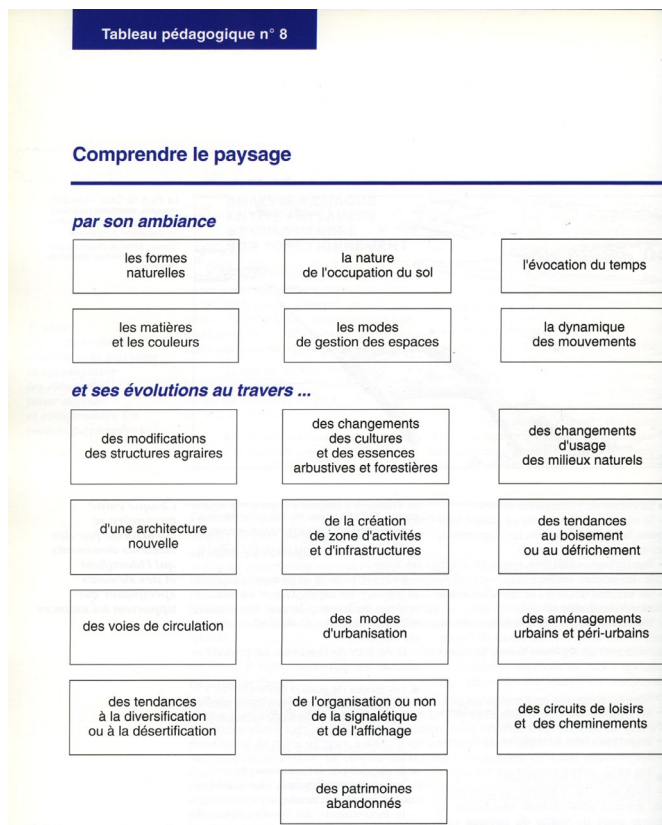 Tableau pédagogique n° 8
Comprendre le paysage
par son ambiance
les formes
naturelles
la nature
de l'occupation du sol
l'évocation du temps
les matières
et les couleurs
les modes
de gestion des espaces
la dynamique
des mouvements
et ses évolutions au travers ...
des modifications
des structures agraires
des changements
des cultures
et des essences
arbustives et forestières
des changements
d'usage
des milieux naturels
d'une architecture
nouvelle
de la création
de zone d'activités
et d'infrastructures
des tendances
au boisement
ou au défrichement
des voies de circulation
des modes
d'urbanisation
des aménagements
urbains et péri-urbains
des tendances
à la diversification
ou à la désertification
de l'organisation ou non
de la signalétique
et de l'affichage
des circuits de loisirs
et des cheminements
des patrimoines
abandonnés